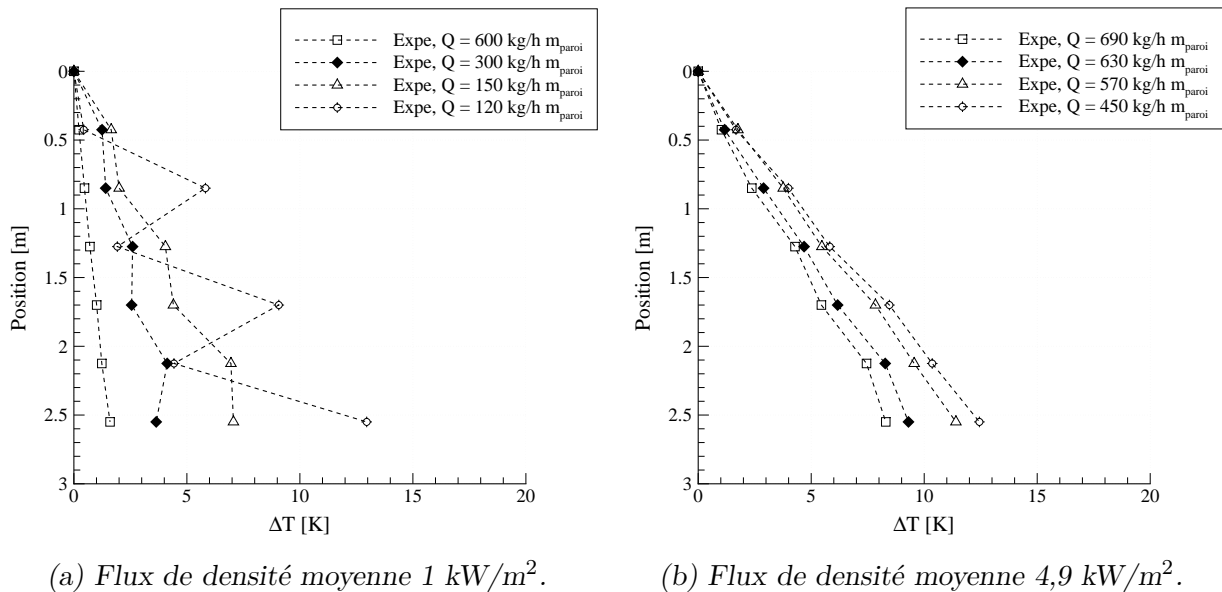 Expe, Q = 600 kg/h m_paroi
Expe, Q = 300 kg/h m_paroi
Expe, Q = 150 kg/h m_paroi
Expe, Q = 120 kg/h m_paroi
0
0.5
1
1.5
2
2.5
3
Position [m]
0 5 10 15 20
ΔT [K]
(a) Flux de densité moyenne 1 kW/m².
Expe, Q = 690 kg/h m_paroi
Expe, Q = 630 kg/h m_paroi
Expe, Q = 570 kg/h m_paroi
Expe, Q = 450 kg/h m_paroi
0
0.5
1
1.5
2
2.5
3
Position [m]
0 5 10 15 20
ΔT [K]
(b) Flux de densité moyenne 4,9 kW/m².